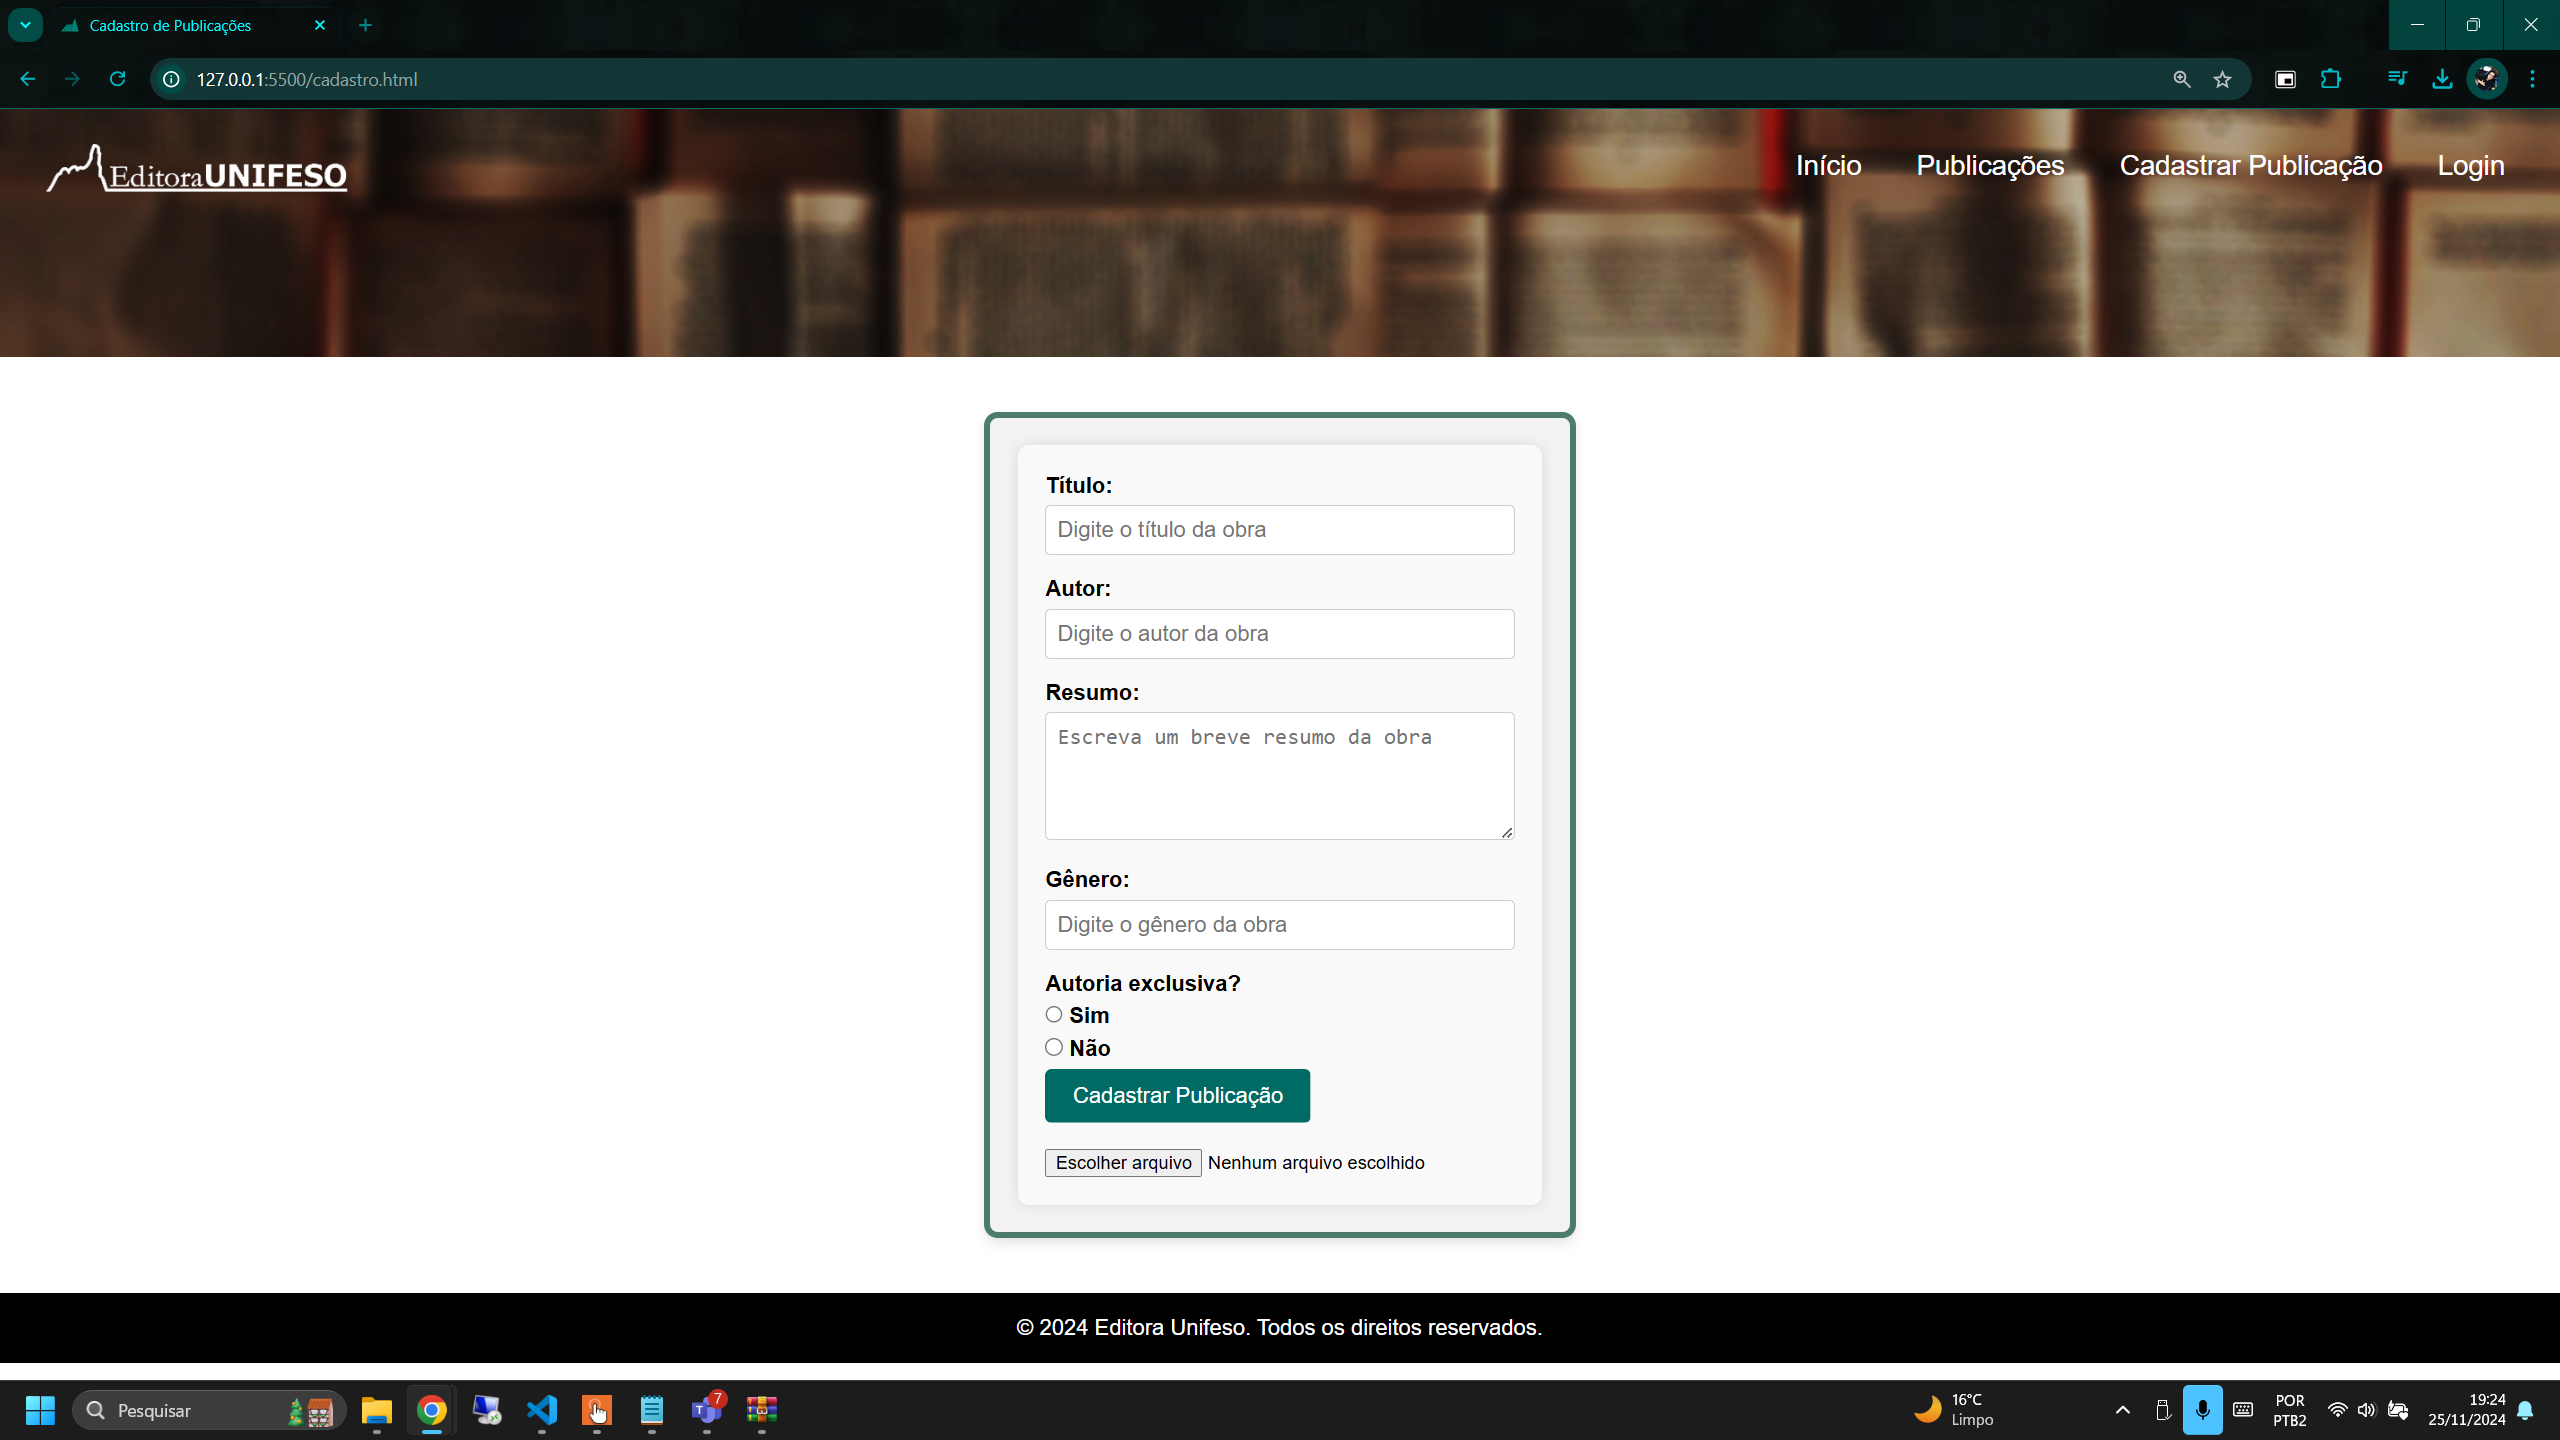 Cadastro de Publicações
127.0.0.1:5500/cadastro.html
EditoraUNIFESO
Início
Publicações
Cadastrar Publicação
Login
Título:
Digite o título da obra
Autor:
Digite o autor da obra
Resumo:
Escreva um breve resumo da obra
Gênero:
Digite o gênero da obra
Autoria exclusiva?
Sim
Não
Cadastrar Publicação
Escolher arquivo Nenhum arquivo escolhido
© 2024 Editora Unifeso. Todos os direitos reservados.
Pesquisar
7
16°C
Limpo
POR
PTB2
19:24
25/11/2024